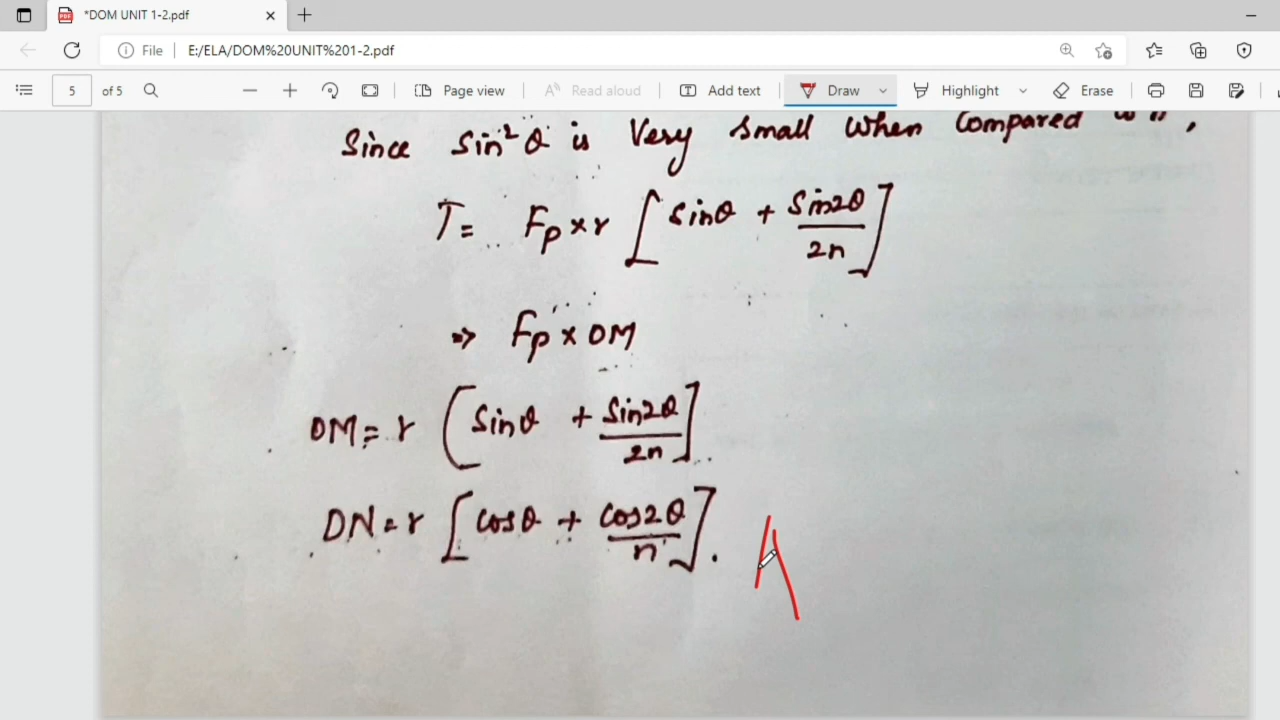 *DOM UNIT 1-2.pdf
File E:/ELA/DOM%20UNIT%201-2.pdf
5 of 5 Page view Read aloud Add text Draw Highlight Erase
Since Sin²θ is Very Small When Compared
T = Fp × r [ Sinθ + Sin2θ / 2n ]
⇒ Fp × OM
OM = r ( Sinθ + Sin2θ / 2n ]
ON = r [ Cosθ + Cos2θ / n ].
A